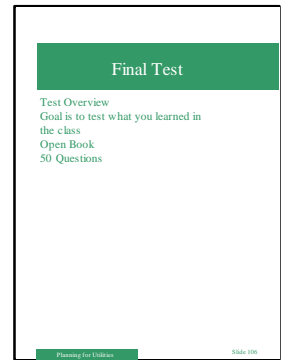 Final Test
Test Overview
Goal is to test what you learned in
the class
Open Book
50 Questions
Planning for Utilities
Slide 106